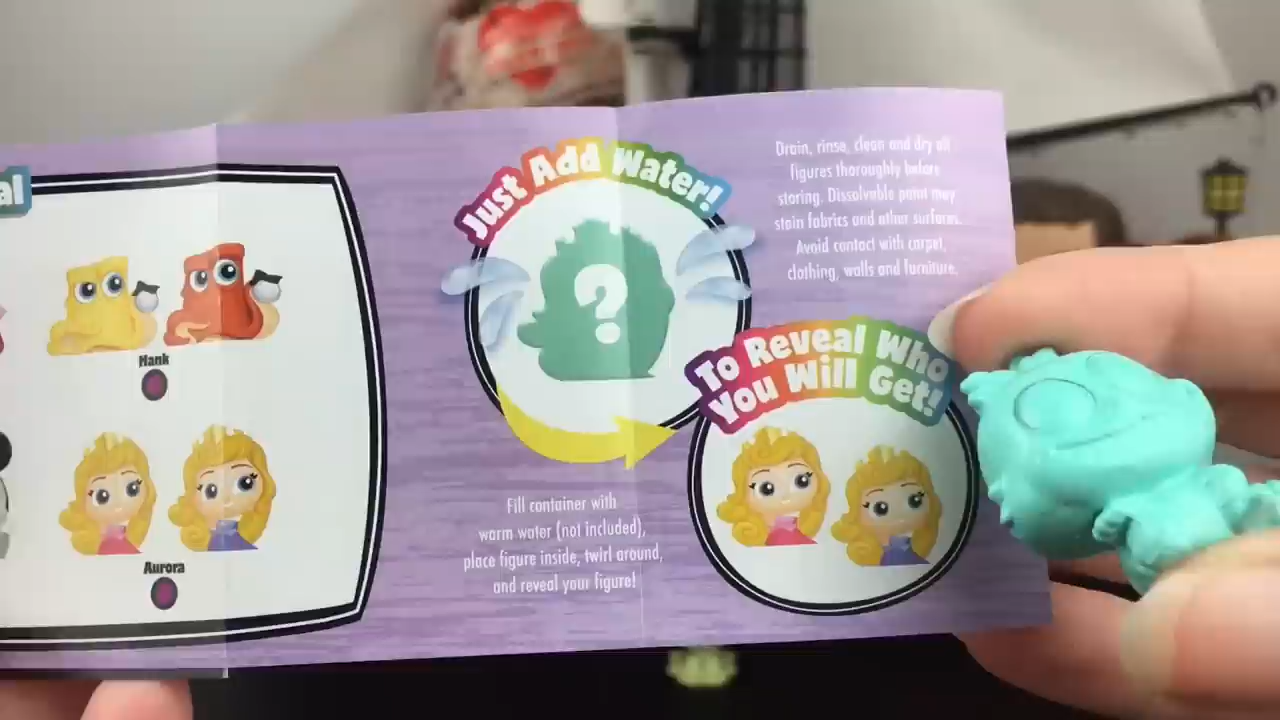 al
Hank
Aurora
Just Add Water!
?
Fill container with
warm water (not included),
place figure inside, twirl around,
and reveal your figure!
Drain, rinse, clean and dry all
figures thoroughly before
storing. Dissolvable paint may
stain fabrics and other surfaces.
Avoid contact with carpet,
clothing, walls and furniture.
To Reveal Who
You Will Get!